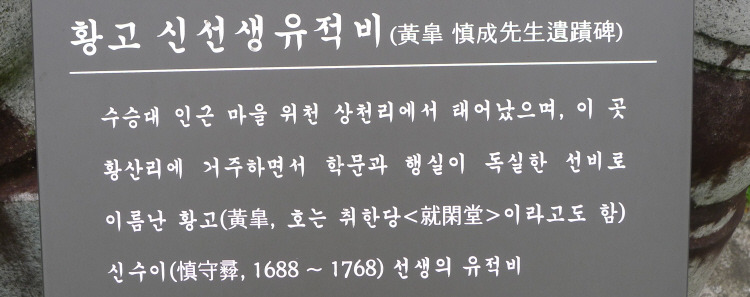 황고 신선생유적비(黃皐 慎成先生遺蹟碑)
수승대 인근 마을 위천 상천리에서 태어났으며, 이 곳
황산리에 거주하면서 학문과 행실이 독실한 선비로
이름난 황고(黃皐, 호는 취한당<就閑堂>이라고도 함)
신수이(慎守彛, 1688 ~ 1768) 선생의 유적비